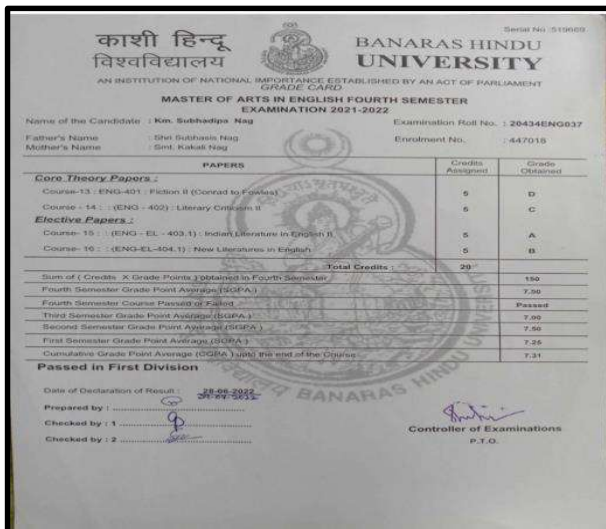 Serial No. 519689
काशी हिन्दू
विश्वविद्यालय
BANARAS HINDU
UNIVERSITY
AN INSTITUTION OF NATIONAL IMPORTANCE ESTABLISHED BY AN ACT OF PARLIAMENT
GRADE CARD
MASTER OF ARTS IN ENGLISH FOURTH SEMESTER
EXAMINATION 2021-2022
Name of the Candidate : Km. Subhadipa Nag Examination Roll No. : 20434ENG037
Father's Name : Shri Subhasis Nag Enrolment No. : 447018
Mother's Name : Smt. Kakali Nag
PAPERS Credits Assigned Grade Obtained
Core Theory Papers :
Course-13 : ENG-401 : Fiction II (Conrad to Fowles) 5 D
Course - 14 : : (ENG - 402) : Literary Criticism II 5 C
Elective Papers :
Course- 15 : : (ENG - EL - 403.1) : Indian Literature in English II 5 A
Course- 16 : : (ENG-EL-404.1) : New Literatures in English 5 B
Total Credits : 20
Sum of ( Credits X Grade Points ) obtained in Fourth Semester 150
Fourth Semester Grade Point Average (SGPA ) 7.50
Fourth Semester Course Passed or Failed Passed
Third Semester Grade Point Average (SGPA ) 7.00
Second Semester Grade Point Average (SGPA ) 7.50
First Semester Grade Point Average (SGPA ) 7.25
Cumulative Grade Point Average (CGPA ) upto the end of the Course 7.31
Passed in First Division
BANARAS HINDU
Date of Declaration of Result : 28-06-2022
Prepared by :
Checked by : 1
Checked by : 2
Controller of Examinations
P.T.O.